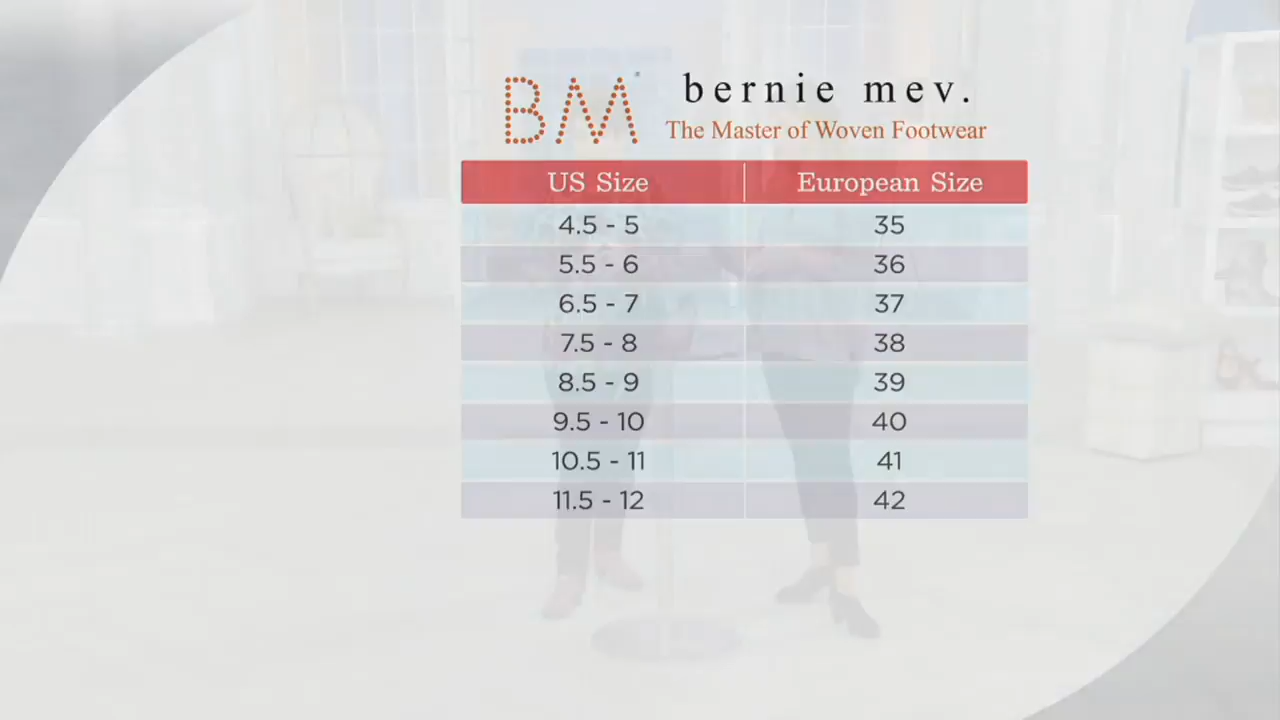 BM bernie mev.
The Master of Woven Footwear
US Size European Size
4.5 - 5 35
5.5 - 6 36
6.5 - 7 37
7.5 - 8 38
8.5 - 9 39
9.5 - 10 40
10.5 - 11 41
11.5 - 12 42